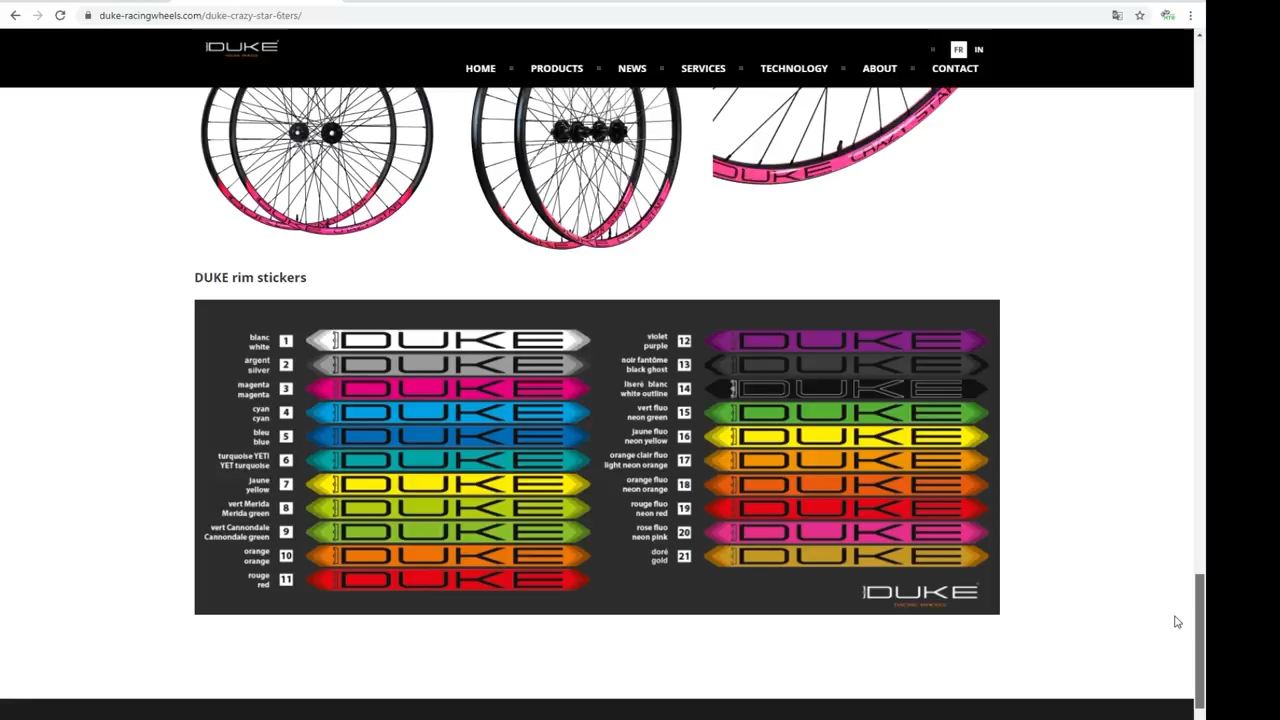 duke-racingwheels.com/duke-crazy-star-6ters/
DUKE
FR IN
HOME PRODUCTS NEWS SERVICES TECHNOLOGY ABOUT CONTACT
DUKE CRAZY STAR
DUKE rim stickers
blanc
white 1 DUKE
argent
silver 2 DUKE
magenta
magenta 3 DUKE
cyan
cyan 4 DUKE
bleu
blue 5 DUKE
turquoise YETI
YET turquoise 6 DUKE
jaune
yellow 7 DUKE
vert Merida
Merida green 8 DUKE
vert Cannondale
Cannondale green 9 DUKE
orange
orange 10 DUKE
rouge
red 11 DUKE
violet
purple 12 DUKE
noir fantôme
black ghost 13 DUKE
liseré blanc
white outline 14 DUKE
vert fluo
neon green 15 DUKE
jaune fluo
neon yellow 16 DUKE
orange clair fluo
light neon orange 17 DUKE
orange fluo
neon orange 18 DUKE
rouge fluo
neon red 19 DUKE
rose fluo
neon pink 20 DUKE
doré
gold 21 DUKE
DUKE